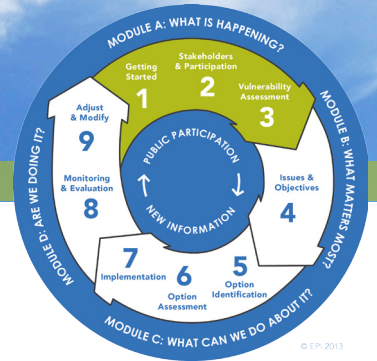 MODULE A: WHAT IS HAPPENING?
Getting
Started
1
Stakeholders
& Participation
2
Vulnerability
Assessment
3
MODULE B: WHAT MATTERS MOST?
Issues &
Objectives
4
MODULE C: WHAT CAN WE DO ABOUT IT?
5
Option
Identification
6
Option
Assessment
7
Implementation
MODULE D: ARE WE DOING IT?
Monitoring
& Evaluation
8
Adjust
& Modify
9
PUBLIC PARTICIPATION
NEW INFORMATION
© EPI 2013